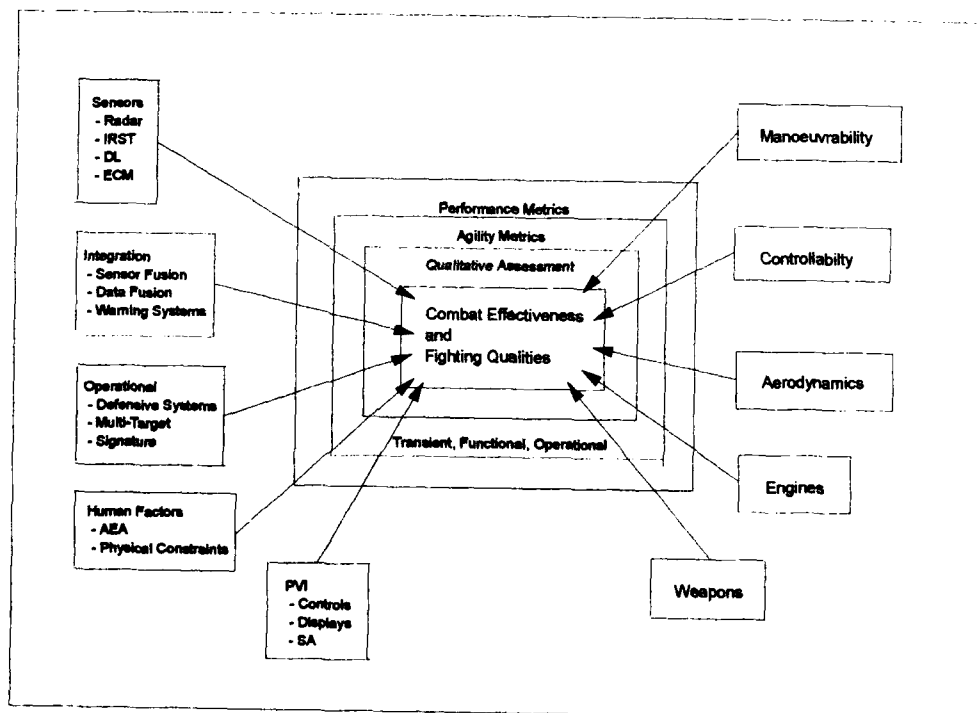 Sensors
- Radar
- IRST
- DL
- ECM
Integration
- Sensor Fusion
- Data Fusion
- Warning Systems
Operational
- Defensive Systems
- Multi-Target
- Signature
Human Factors
- AEA
- Physical Constraints
PVI
- Controls
- Displays
- SA
Performance Metrics
Agility Metrics
Qualitative Assessment
Combat Effectiveness
and
Fighting Qualities
Transient, Functional, Operational
Manoeuvrability
Controllabilty
Aerodynamics
Engines
Weapons